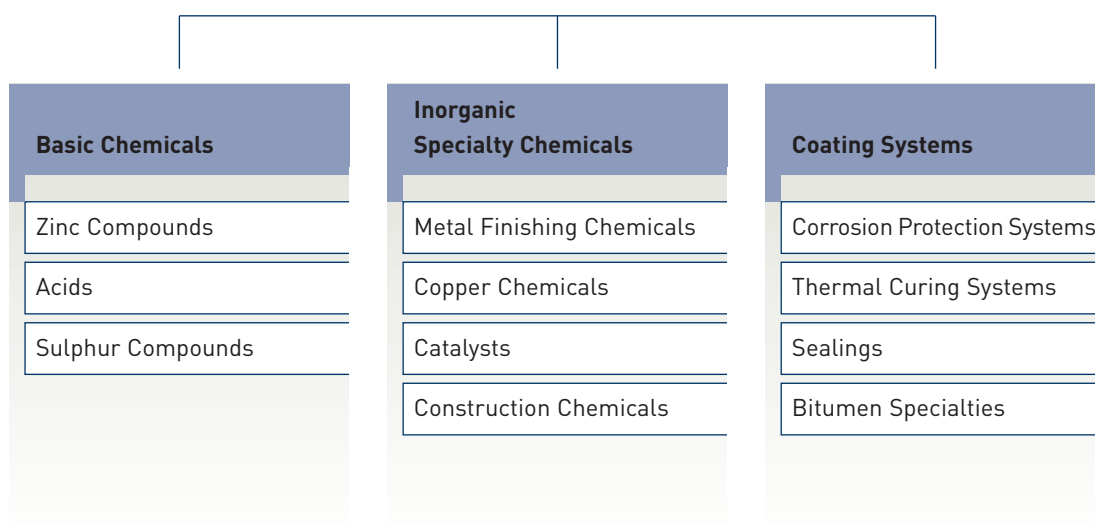 Basic Chemicals
Zinc Compounds
Acids
Sulphur Compounds
Inorganic
Specialty Chemicals
Metal Finishing Chemicals
Copper Chemicals
Catalysts
Construction Chemicals
Coating Systems
Corrosion Protection Systems
Thermal Curing Systems
Sealings
Bitumen Specialties